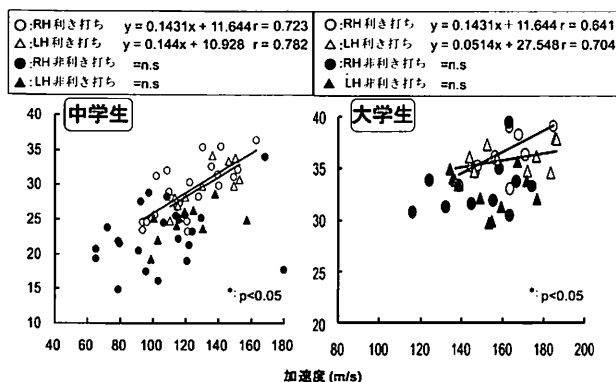 ○:RH利き打ち y=0.1431x+11.644 r=0.723
△:LH利き打ち y=0.144x+10.928 r=0.782
●:RH非利き打ち =n.s
▲:LH非利き打ち =n.s
○:RH利き打ち y=0.1431x+11.644 r=0.641
△:LH利き打ち y=0.0514x+27.548 r=0.704
●:RH非利き打ち =n.s
▲:LH非利き打ち =n.s
中学生
大学生
40
35
30
25
20
15
10
40 60 80 100 120 140 160 180
*: p<0.05
40
35
30
25
20
80 100 120 140 160 180 200
*: p<0.05
加速度(m/s)